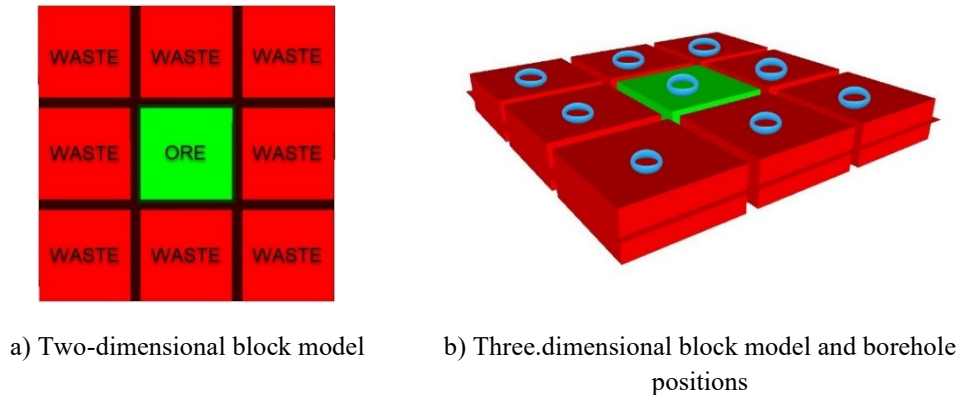 WASTE WASTE WASTE
WASTE ORE WASTE
WASTE WASTE WASTE
a) Two-dimensional block model
b) Three.dimensional block model and borehole
positions